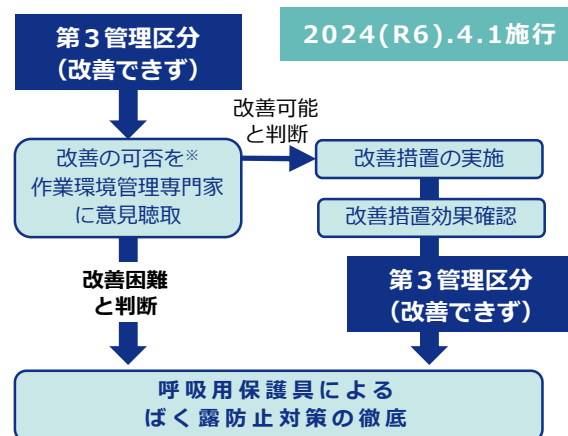 第３管理区分
（改善できず）
2024(R6).4.1施行
改善可能
と判断
改善の可否を※
作業環境管理専門家
に意見聴取
改善措置の実施
改善措置効果確認
改善困難
と判断
第３管理区分
（改善できず）
呼吸用保護具による
ばく露防止対策の徹底